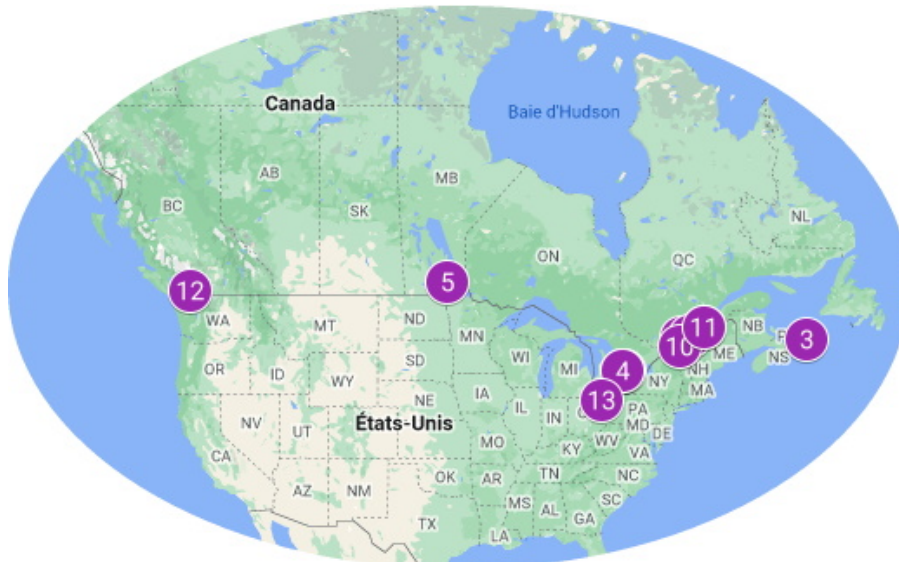 Canada
Baie d'Hudson
AB
MB
BC
SK
NL
ON
QC
5
12
11
3
10
NB
P
NS
WA
MT
ND
MN
ME
OR
ID
SD
WI
MI
4
NH
NY
MA
WY
13
NE
IA
IL
IN
PA
MD
DE
NV
UT
États-Unis
MO
KY
WV
VA
CA
AZ
NM
OK
AR
TN
NC
MS
AL
SC
GA
TX
LA